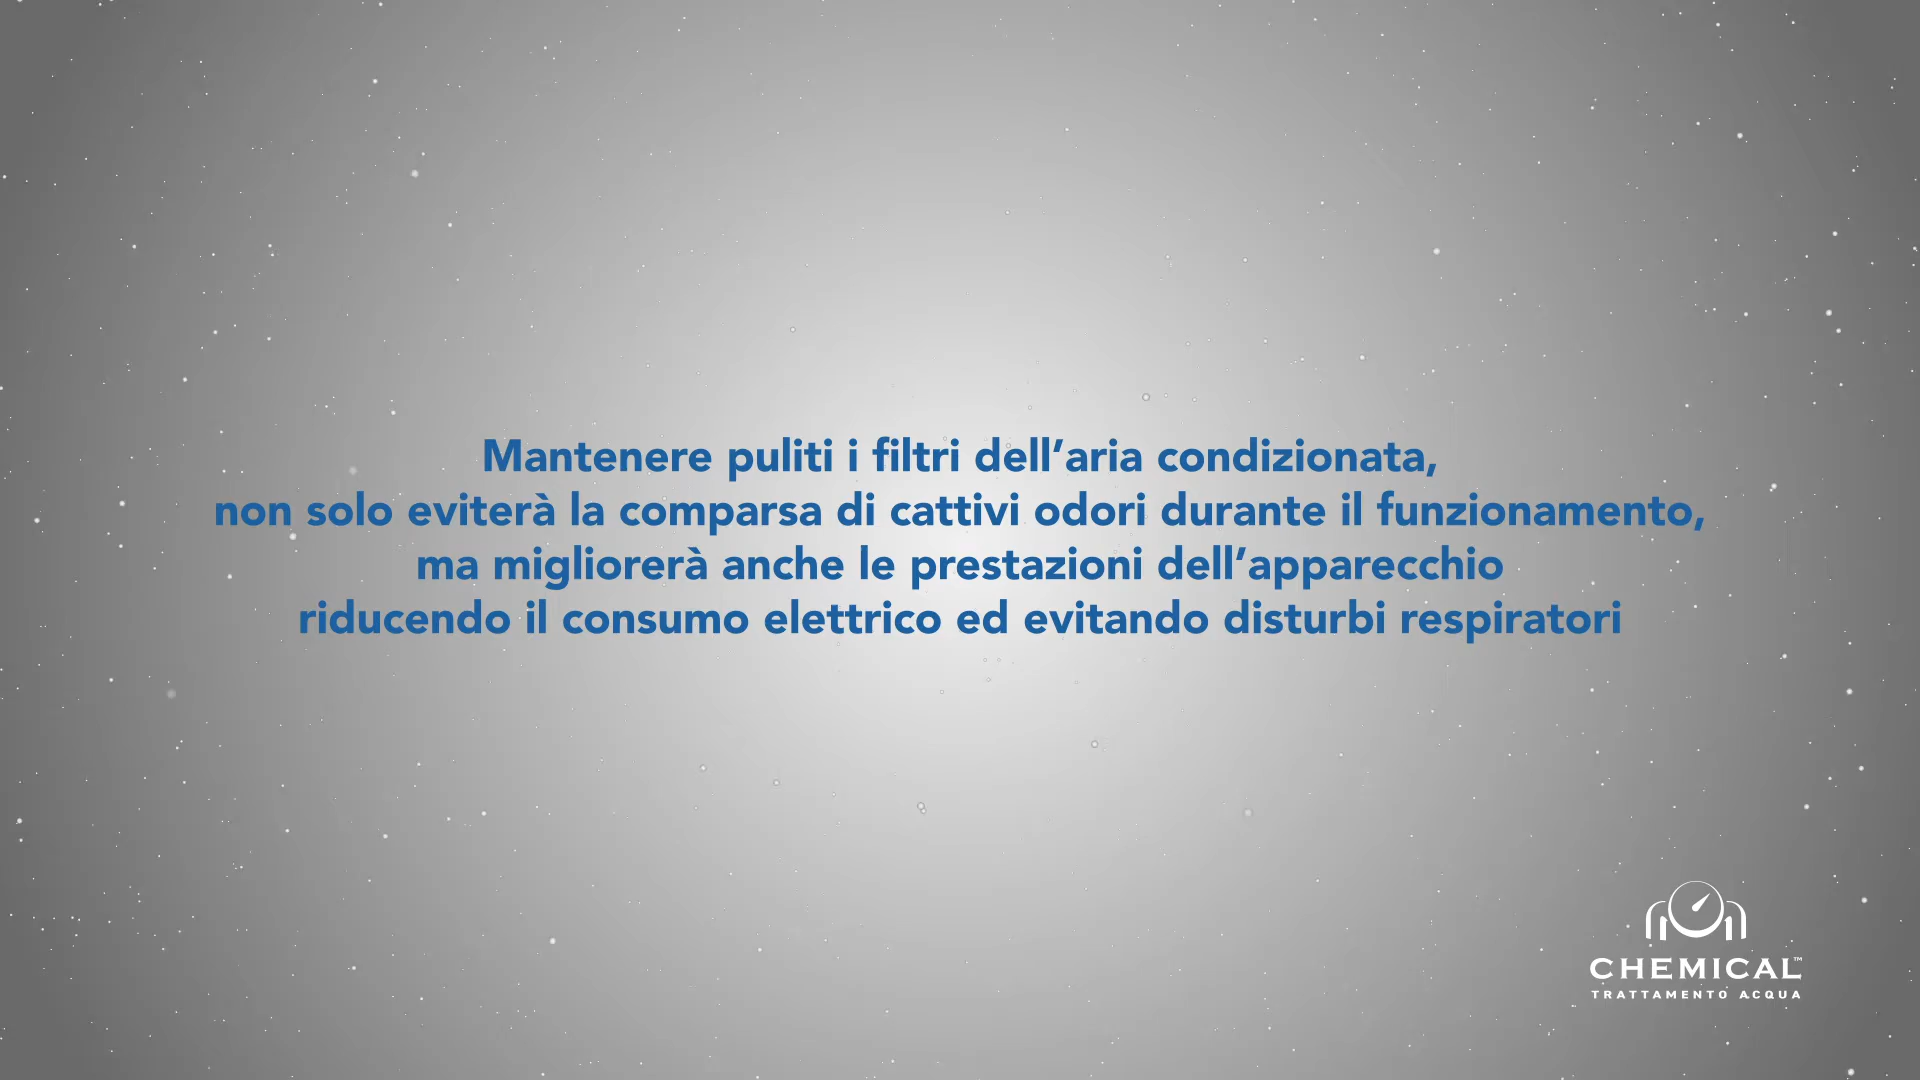 Mantenere puliti i filtri dell’aria condizionata,
non solo eviterà la comparsa di cattivi odori durante il funzionamento,
ma migliorerà anche le prestazioni dell’apparecchio
riducendo il consumo elettrico ed evitando disturbi respiratori
CHEMICAL™
TRATTAMENTO ACQUA